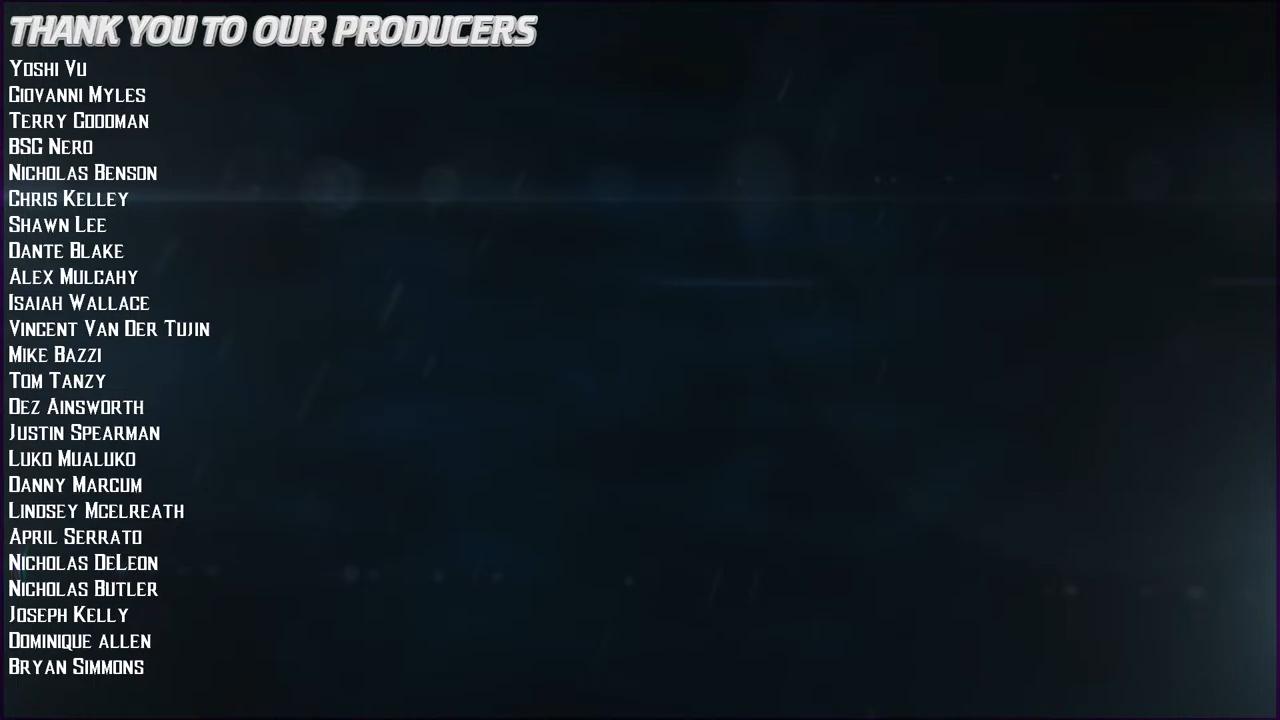 THANK YOU TO OUR PRODUCERS
YOSHI VU
GIOVANNI MYLES
TERRY GOODMAN
BSG NERO
NICHOLAS BENSON
CHRIS KELLEY
SHAWN LEE
DANTE BLAKE
ALEX MULCAHY
ISAIAH WALLACE
VINCENT VAN DER TUJIN
MIKE BAZZI
TOM TANZY
DEZ AINSWORTH
JUSTIN SPEARMAN
LUKO MUALUKO
DANNY MARCUM
LINDSEY MCELREATH
APRIL SERRATO
NICHOLAS DELEON
NICHOLAS BUTLER
JOSEPH KELLY
DOMINIQUE ALLEN
BRYAN SIMMONS